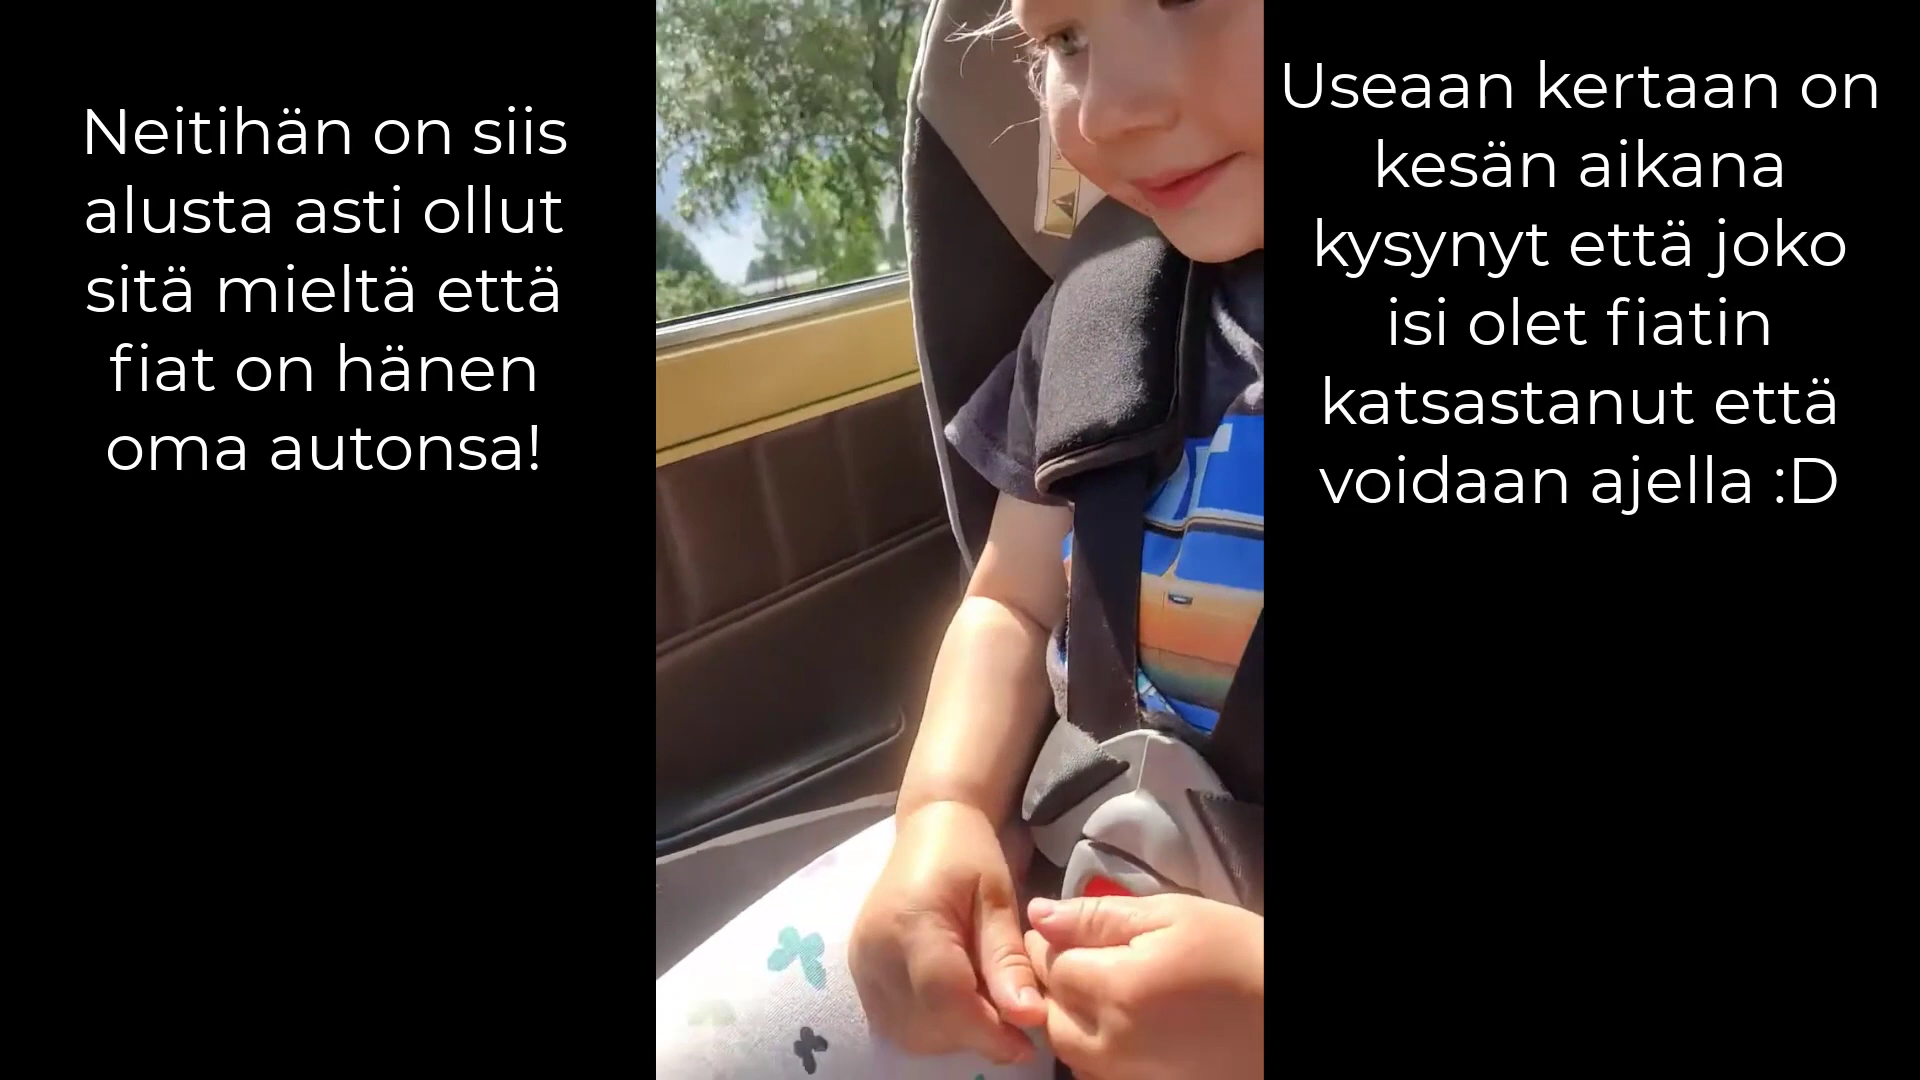 Neitihän on siis
alusta asti ollut
sitä mieltä että
fiat on hänen
oma autonsa!
Useaan kertaan on
kesän aikana
kysynyt että joko
isi olet fiatin
katsastanut että
voidaan ajella :D